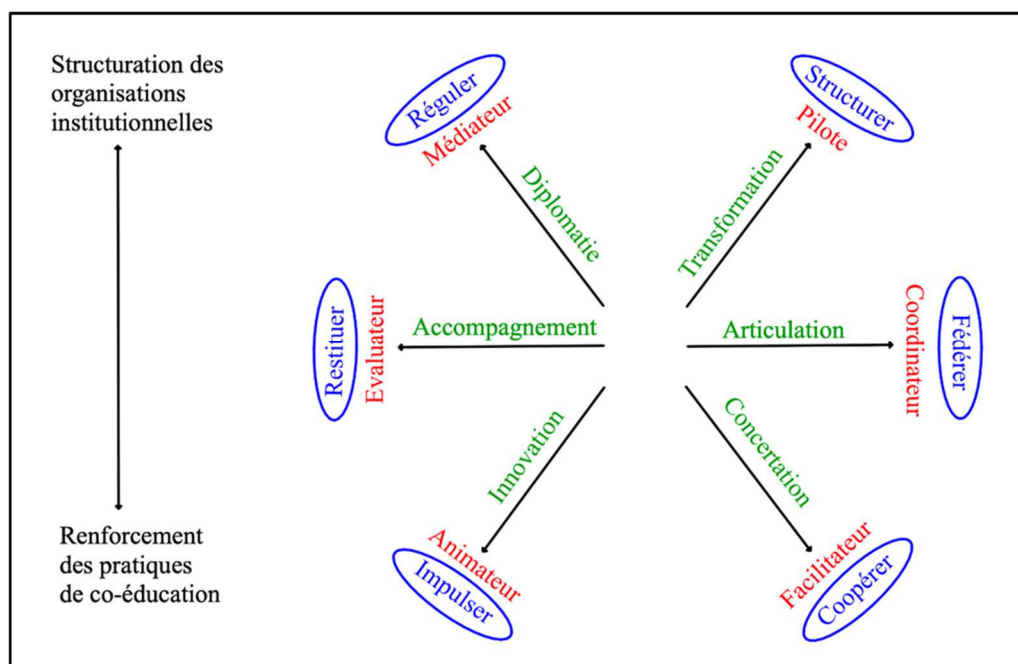 Structuration des
organisations
institutionnelles
Renforcement
des pratiques
de co-éducation
Réguler
Médiateur
Diplomatie
Structurer
Pilote
Transformation
Restituer
Evaluateur
Accompagnement
Articulation
Coordinateur
Fédérer
Innovation
Animateur
Impulser
Concertation
Facilitateur
Coopérer